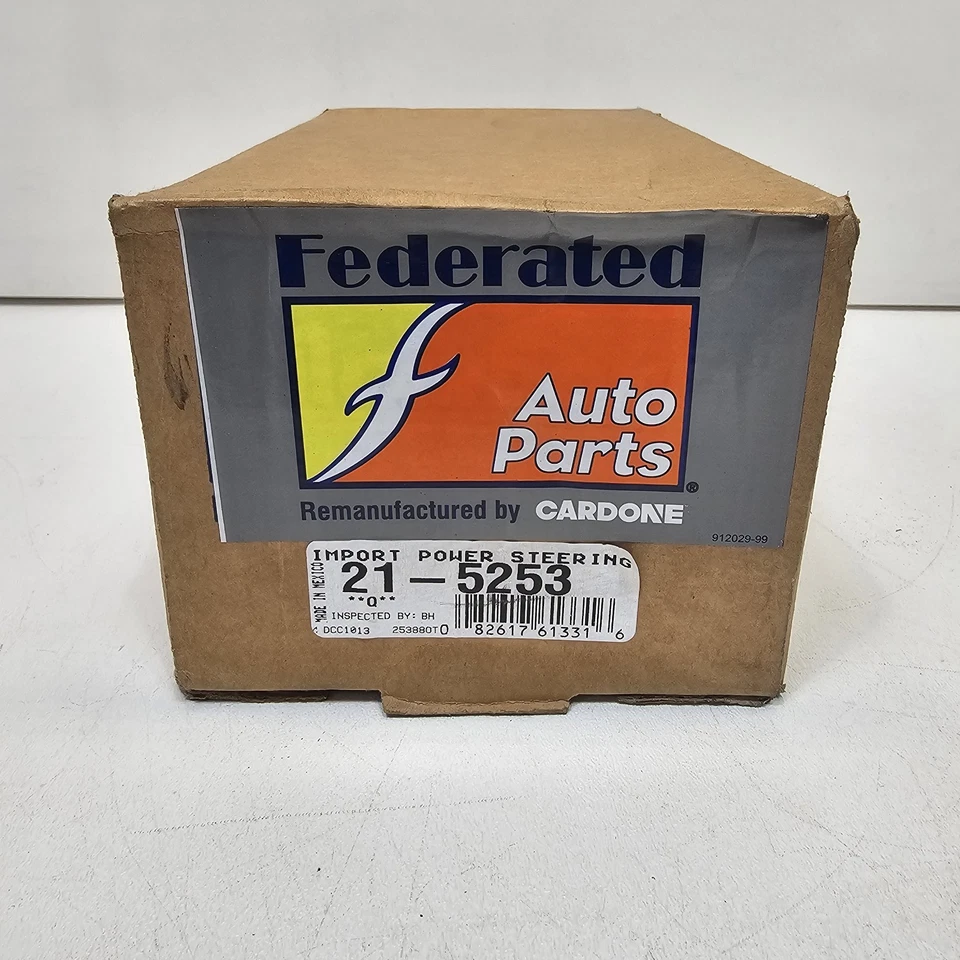 Federated
f
Auto
Parts
®
Remanufactured by CARDONE
912029-99
IMPORT POWER STEERING
MADE IN MEXICO
21-5253
**Q**
INSPECTED BY: BH
DCC1013 253880T
0 82617 61331 6